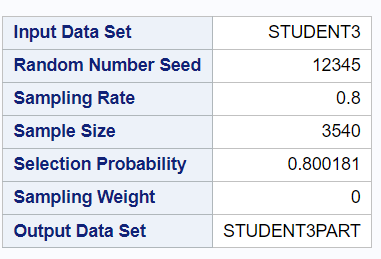 Input Data Set STUDENT3
Random Number Seed 12345
Sampling Rate 0.8
Sample Size 3540
Selection Probability 0.800181
Sampling Weight 0
Output Data Set STUDENT3PART